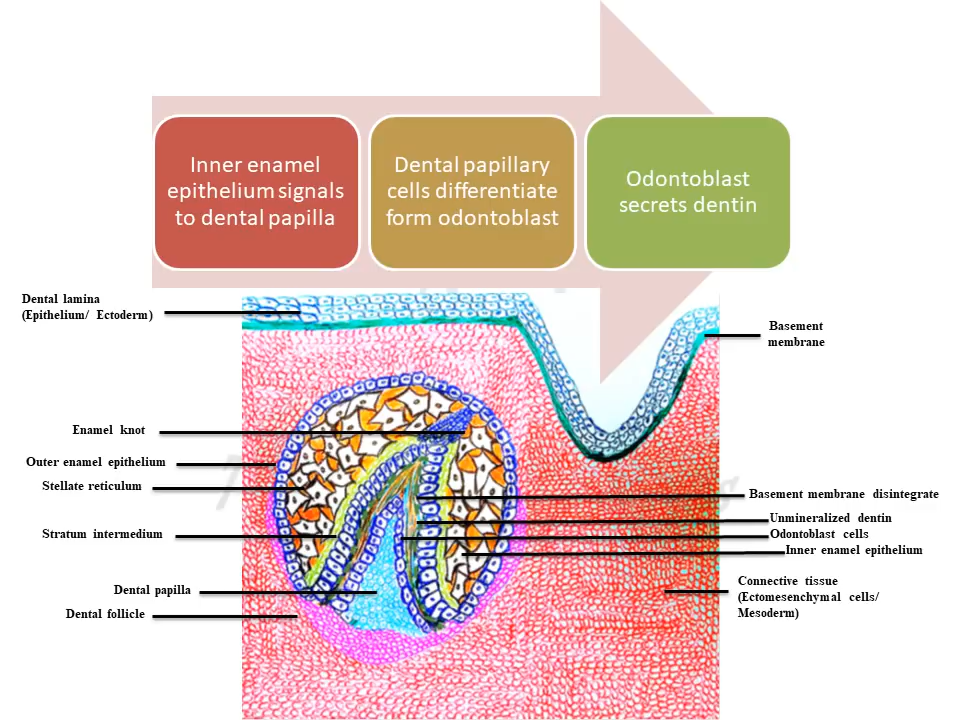 Inner enamel
epithelium signals
to dental papilla
Dental papillary
cells differentiate
form odontoblast
Odontoblast
secrets dentin
Dental lamina
(Epithelium/ Ectoderm)
Basement
membrane
Enamel knot
Outer enamel epithelium
Stellate reticulum
Stratum intermedium
Dental papilla
Dental follicle
Basement membrane disintegrate
Unmineralized dentin
Odontoblast cells
Inner enamel epithelium
Connective tissue
(Ectomesenchymal cells/
Mesoderm)